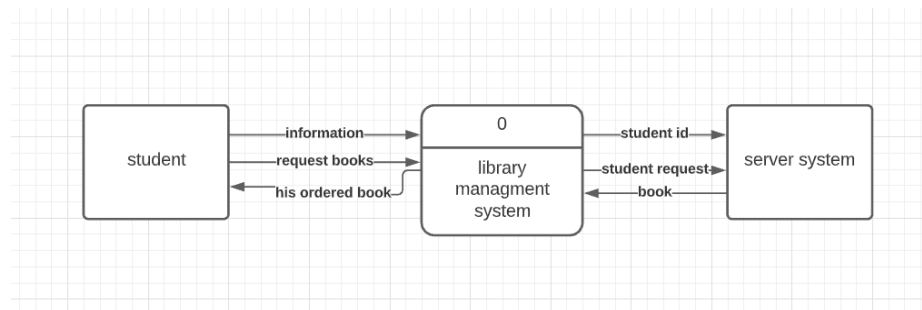 student
information
request books
his ordered book
0
library
managment
system
student id
student request
book
server system